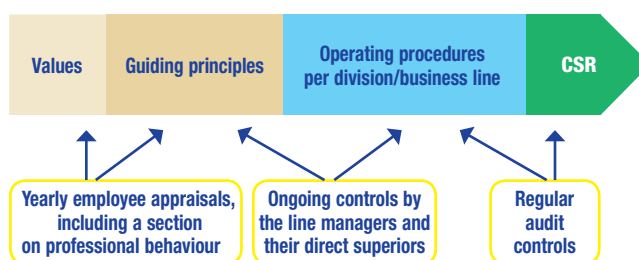 Values
Guiding principles
Operating procedures
per division/business line
CSR
Yearly employee appraisals,
including a section
on professional behaviour
Ongoing controls by
the line managers and
their direct superiors
Regular
audit
controls